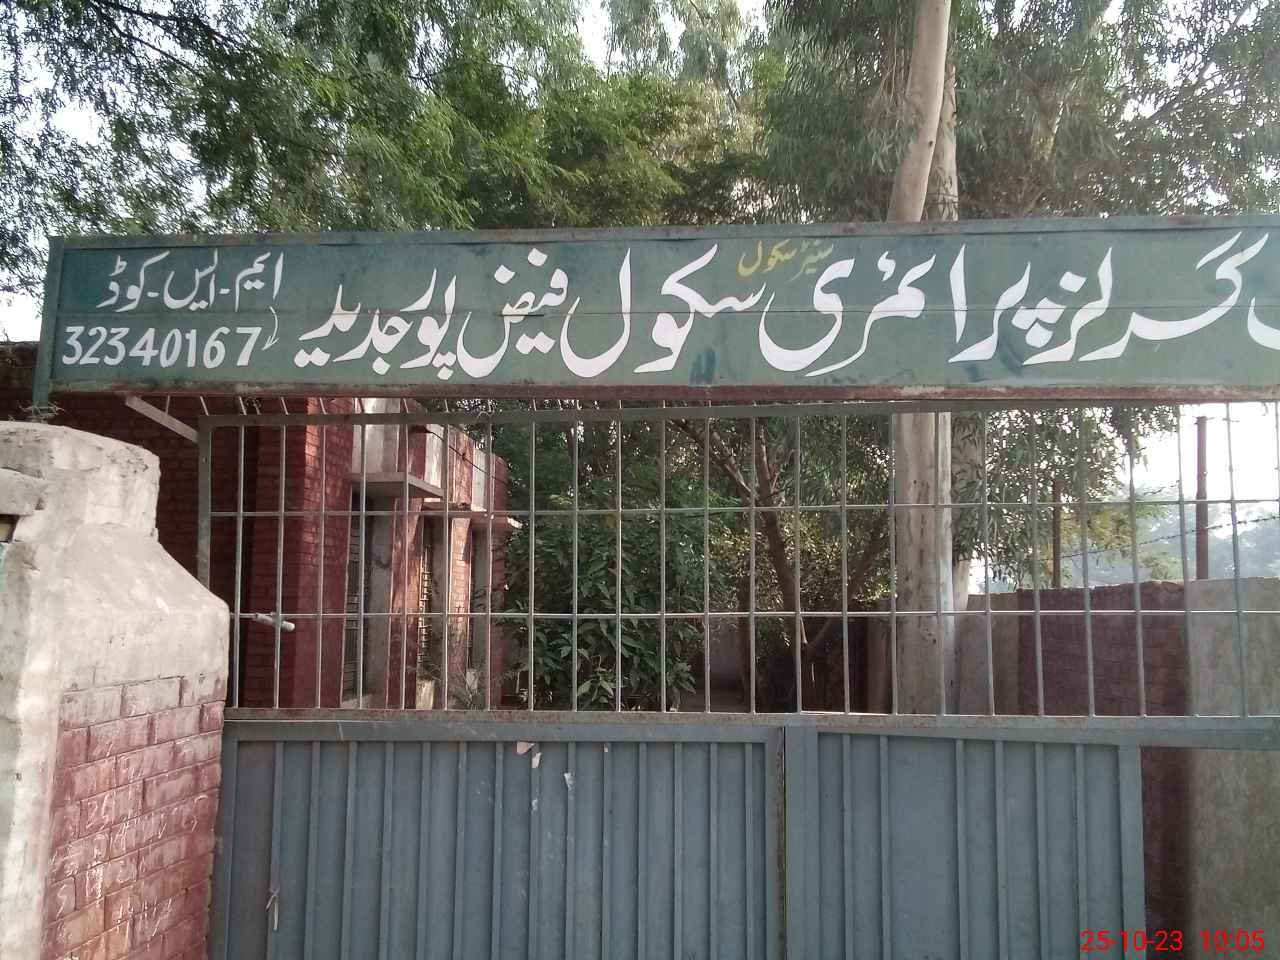 گرلز پرائمری سکول فیض پور جدید
سنٹر سکول
ایم۔ ایس۔ کوڈ
32340167
25-10-23 10:05